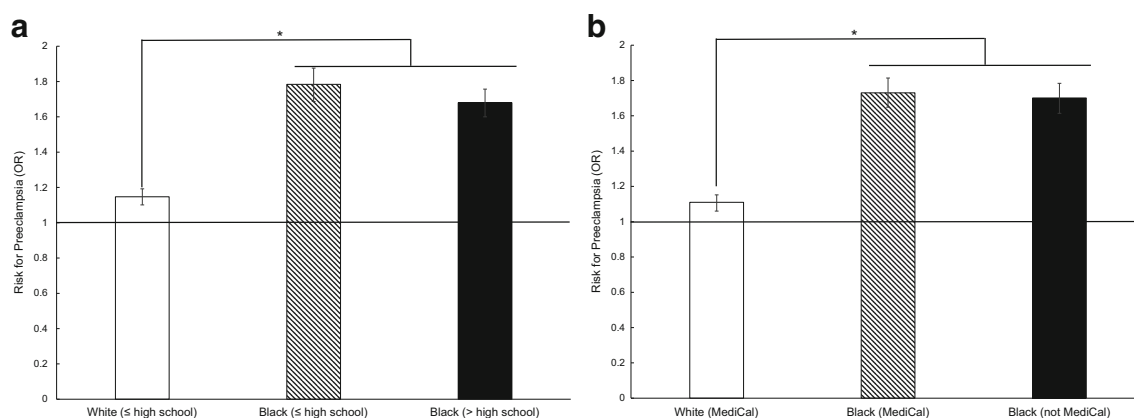 a
*
2
1.8
1.6
1.4
1.2
1
0.8
0.6
0.4
0.2
0
Risk for Preeclampsia (OR)
White (≤ high school)
Black (≤ high school)
Black (> high school)
b
*
2
1.8
1.6
1.4
1.2
1
0.8
0.6
0.4
0.2
0
Risk for Preeclampsia (OR)
White (MediCal)
Black (MediCal)
Black (not MediCal)